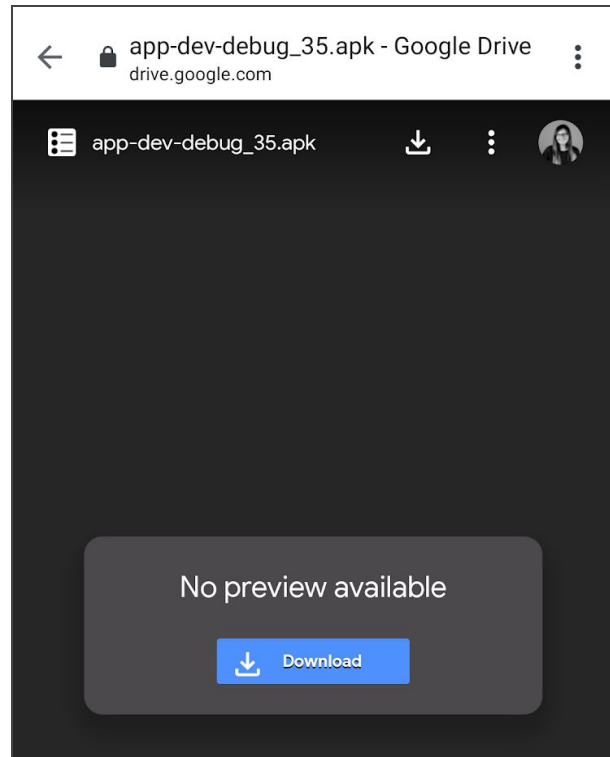 app-dev-debug_35.apk - Google Drive
drive.google.com
app-dev-debug_35.apk
No preview available
Download